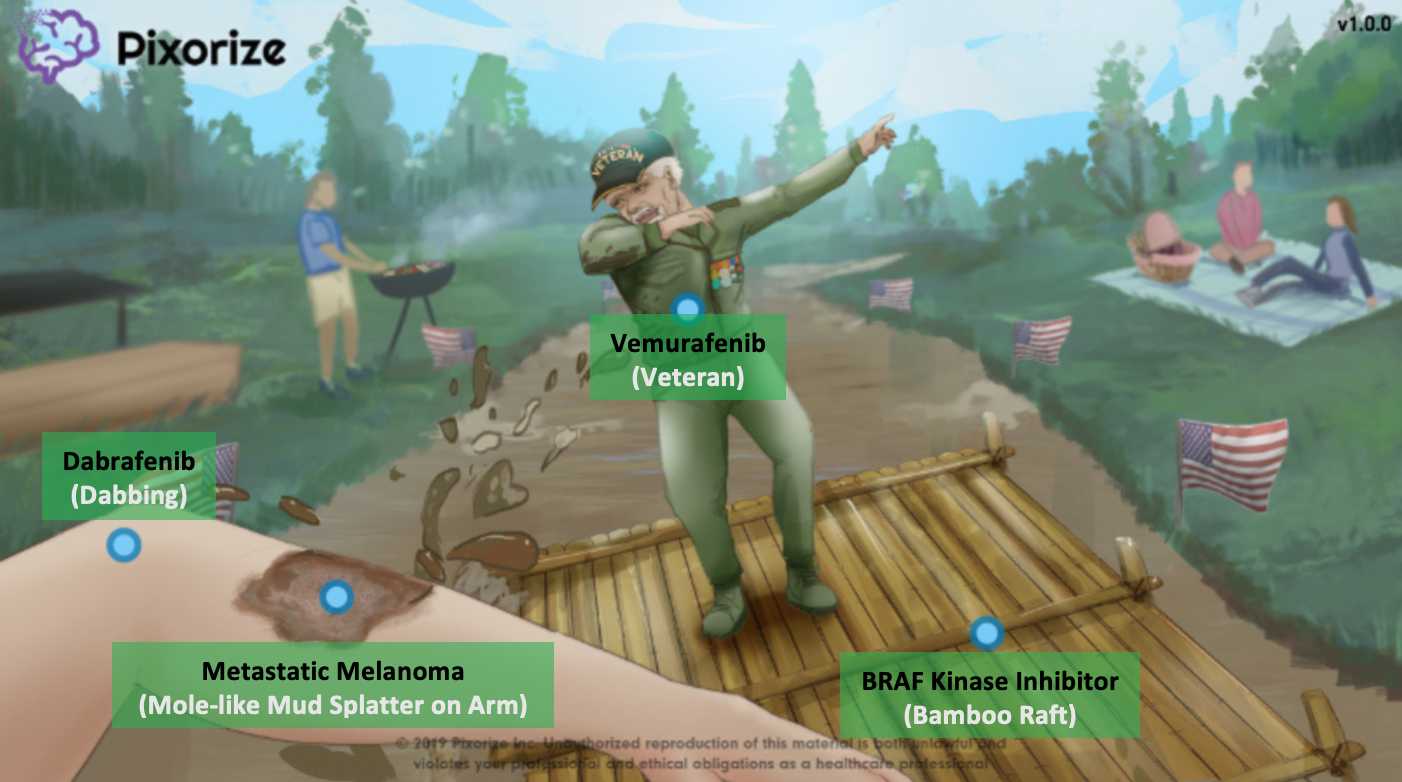 Pixorize
v1.0.0
VETERAN
Vemurafenib
(Veteran)
Dabrafenib
(Dabbing)
Metastatic Melanoma
(Mole-like Mud Splatter on Arm)
BRAF Kinase Inhibitor
(Bamboo Raft)
© 2019 Pixorize Inc. Unauthorized reproduction of this material is both unlawful and
violates your professional and ethical obligations as a healthcare professional